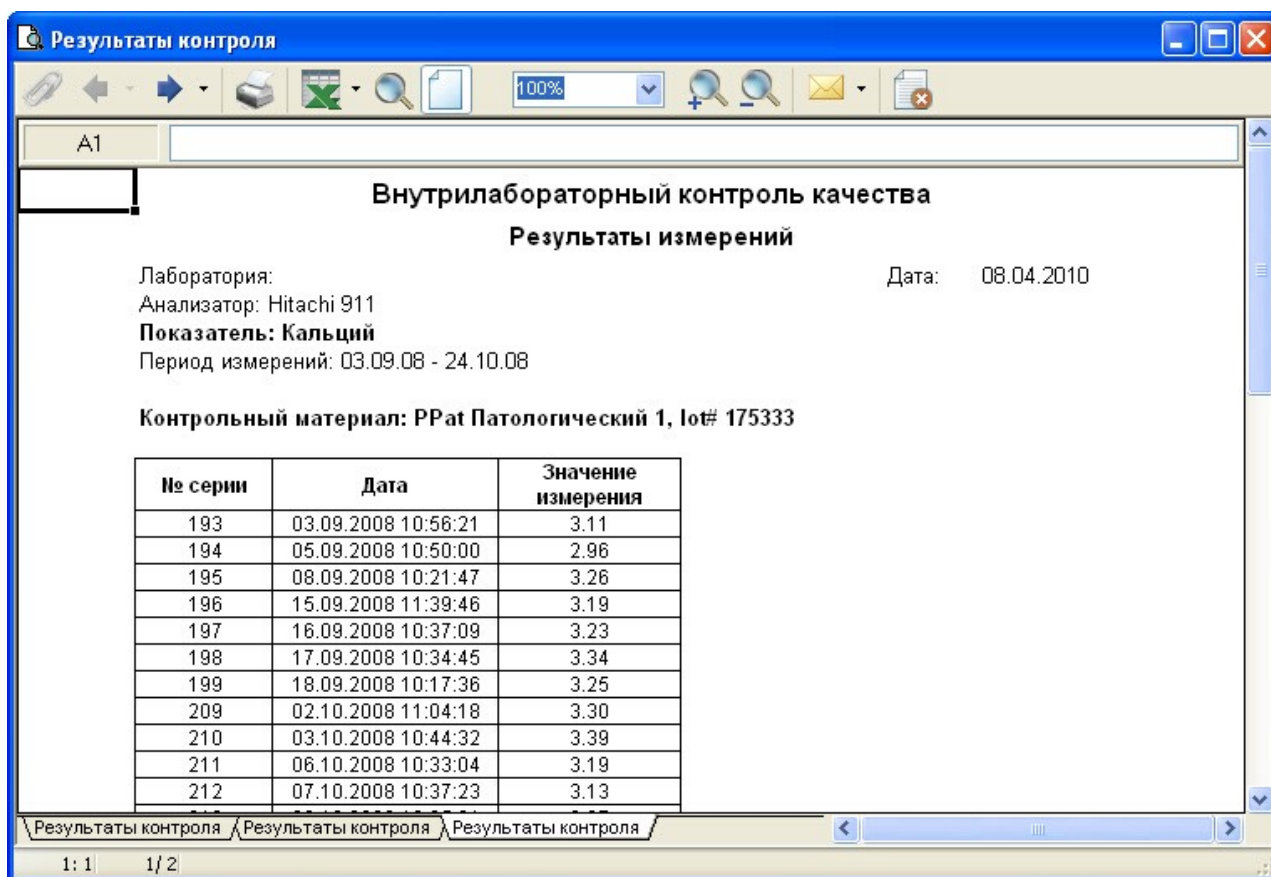 Результаты контроля
100%
A1
Внутрилабораторный контроль качества
Результаты измерений
Лаборатория: Дата: 08.04.2010
Анализатор: Hitachi 911
Показатель: Кальций
Период измерений: 03.09.08 - 24.10.08
Контрольный материал: PPat Патологический 1, lot# 175333
№ серии Дата Значение измерения
193 03.09.2008 10:56:21 3.11
194 05.09.2008 10:50:00 2.96
195 08.09.2008 10:21:47 3.26
196 15.09.2008 11:39:46 3.19
197 16.09.2008 10:37:09 3.23
198 17.09.2008 10:34:45 3.34
199 18.09.2008 10:17:36 3.25
209 02.10.2008 11:04:18 3.30
210 03.10.2008 10:44:32 3.39
211 06.10.2008 10:33:04 3.19
212 07.10.2008 10:37:23 3.13
Результаты контроля Результаты контроля Результаты контроля
1: 1 1/ 2